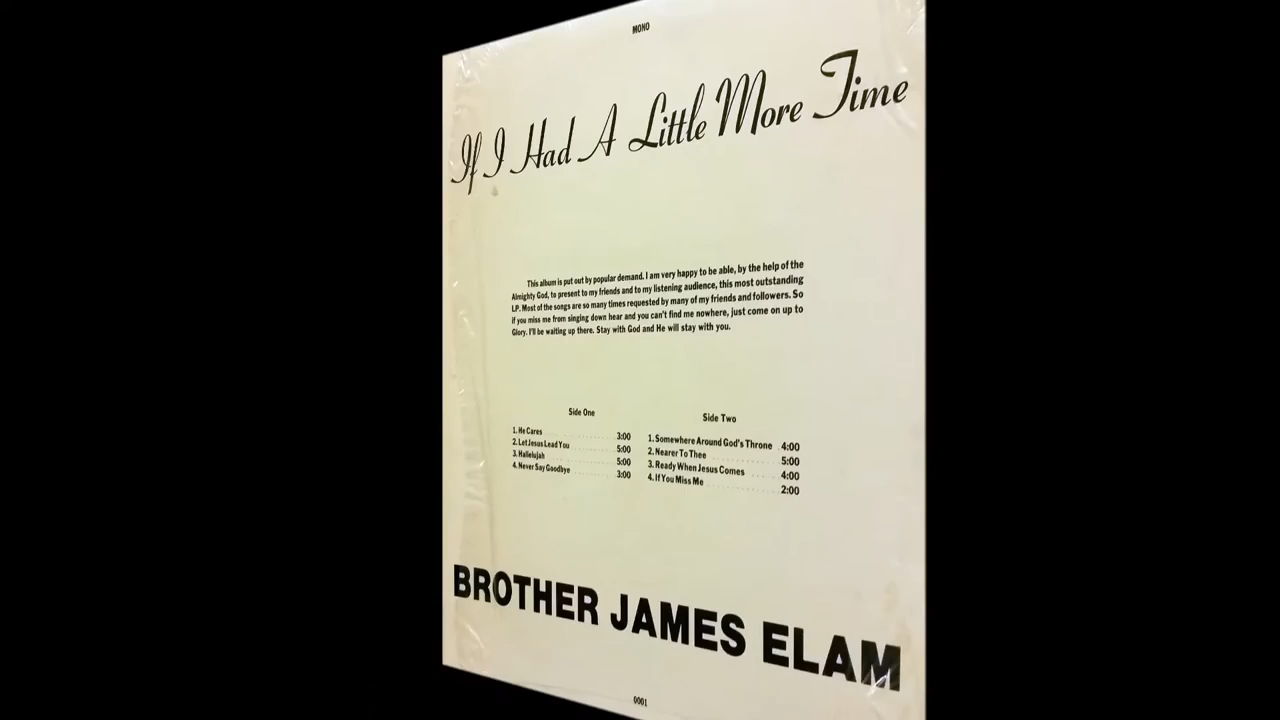 MONO
If I Had A Little More Time
This album is put out by popular demand. I am very happy to be able, by the help of the
Almighty God, to present to my friends and to my listening audience, this most outstanding
LP. Most of the songs are so many times requested by many of my friends and followers. So
if you miss me from singing down hear and you can't find me nowhere, just come on up to
Glory. I'll be waiting up there. Stay with God and He will stay with you.
Side One
1. He Cares 3:00
2. Let Jesus Lead You 5:00
3. Hallelujah 5:00
4. Never Say Goodbye 3:00
Side Two
1. Somewhere Around God's Throne 4:00
2. Nearer To Thee 5:00
3. Ready When Jesus Comes 4:00
4. If You Miss Me 2:00
BROTHER JAMES ELAM
0001